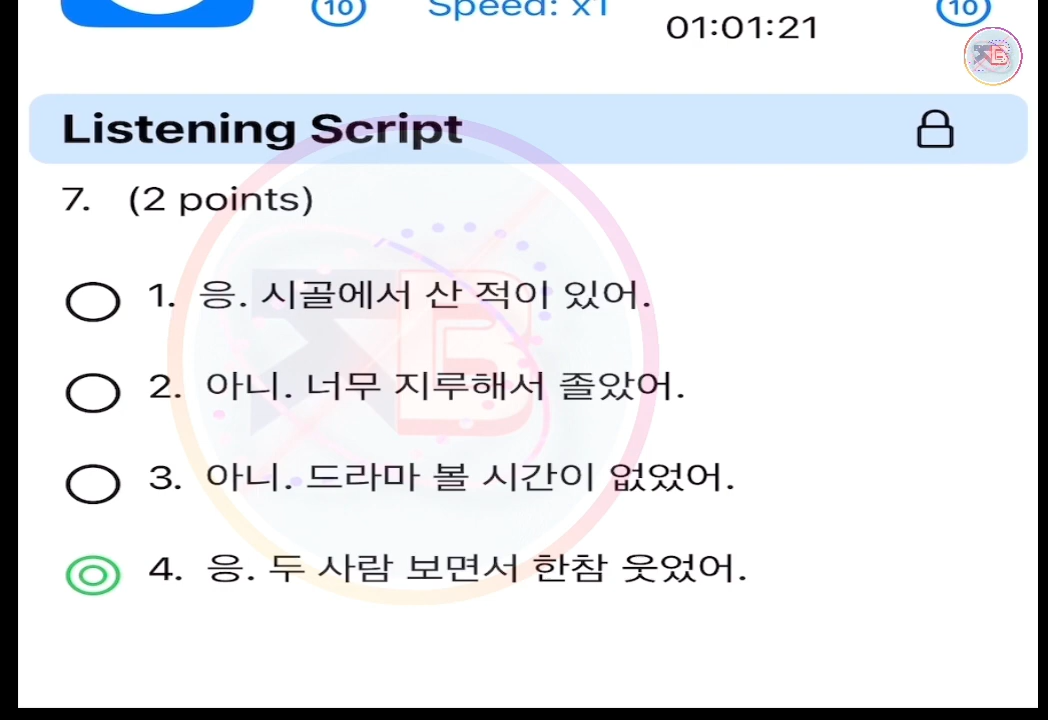 10 Speed: x1 10
01:01:21
Listening Script
7. (2 points)
1. 응. 시골에서 산 적이 있어.
2. 아니. 너무 지루해서 졸았어.
3. 아니. 드라마 볼 시간이 없었어.
4. 응. 두 사람 보면서 한참 웃었어.